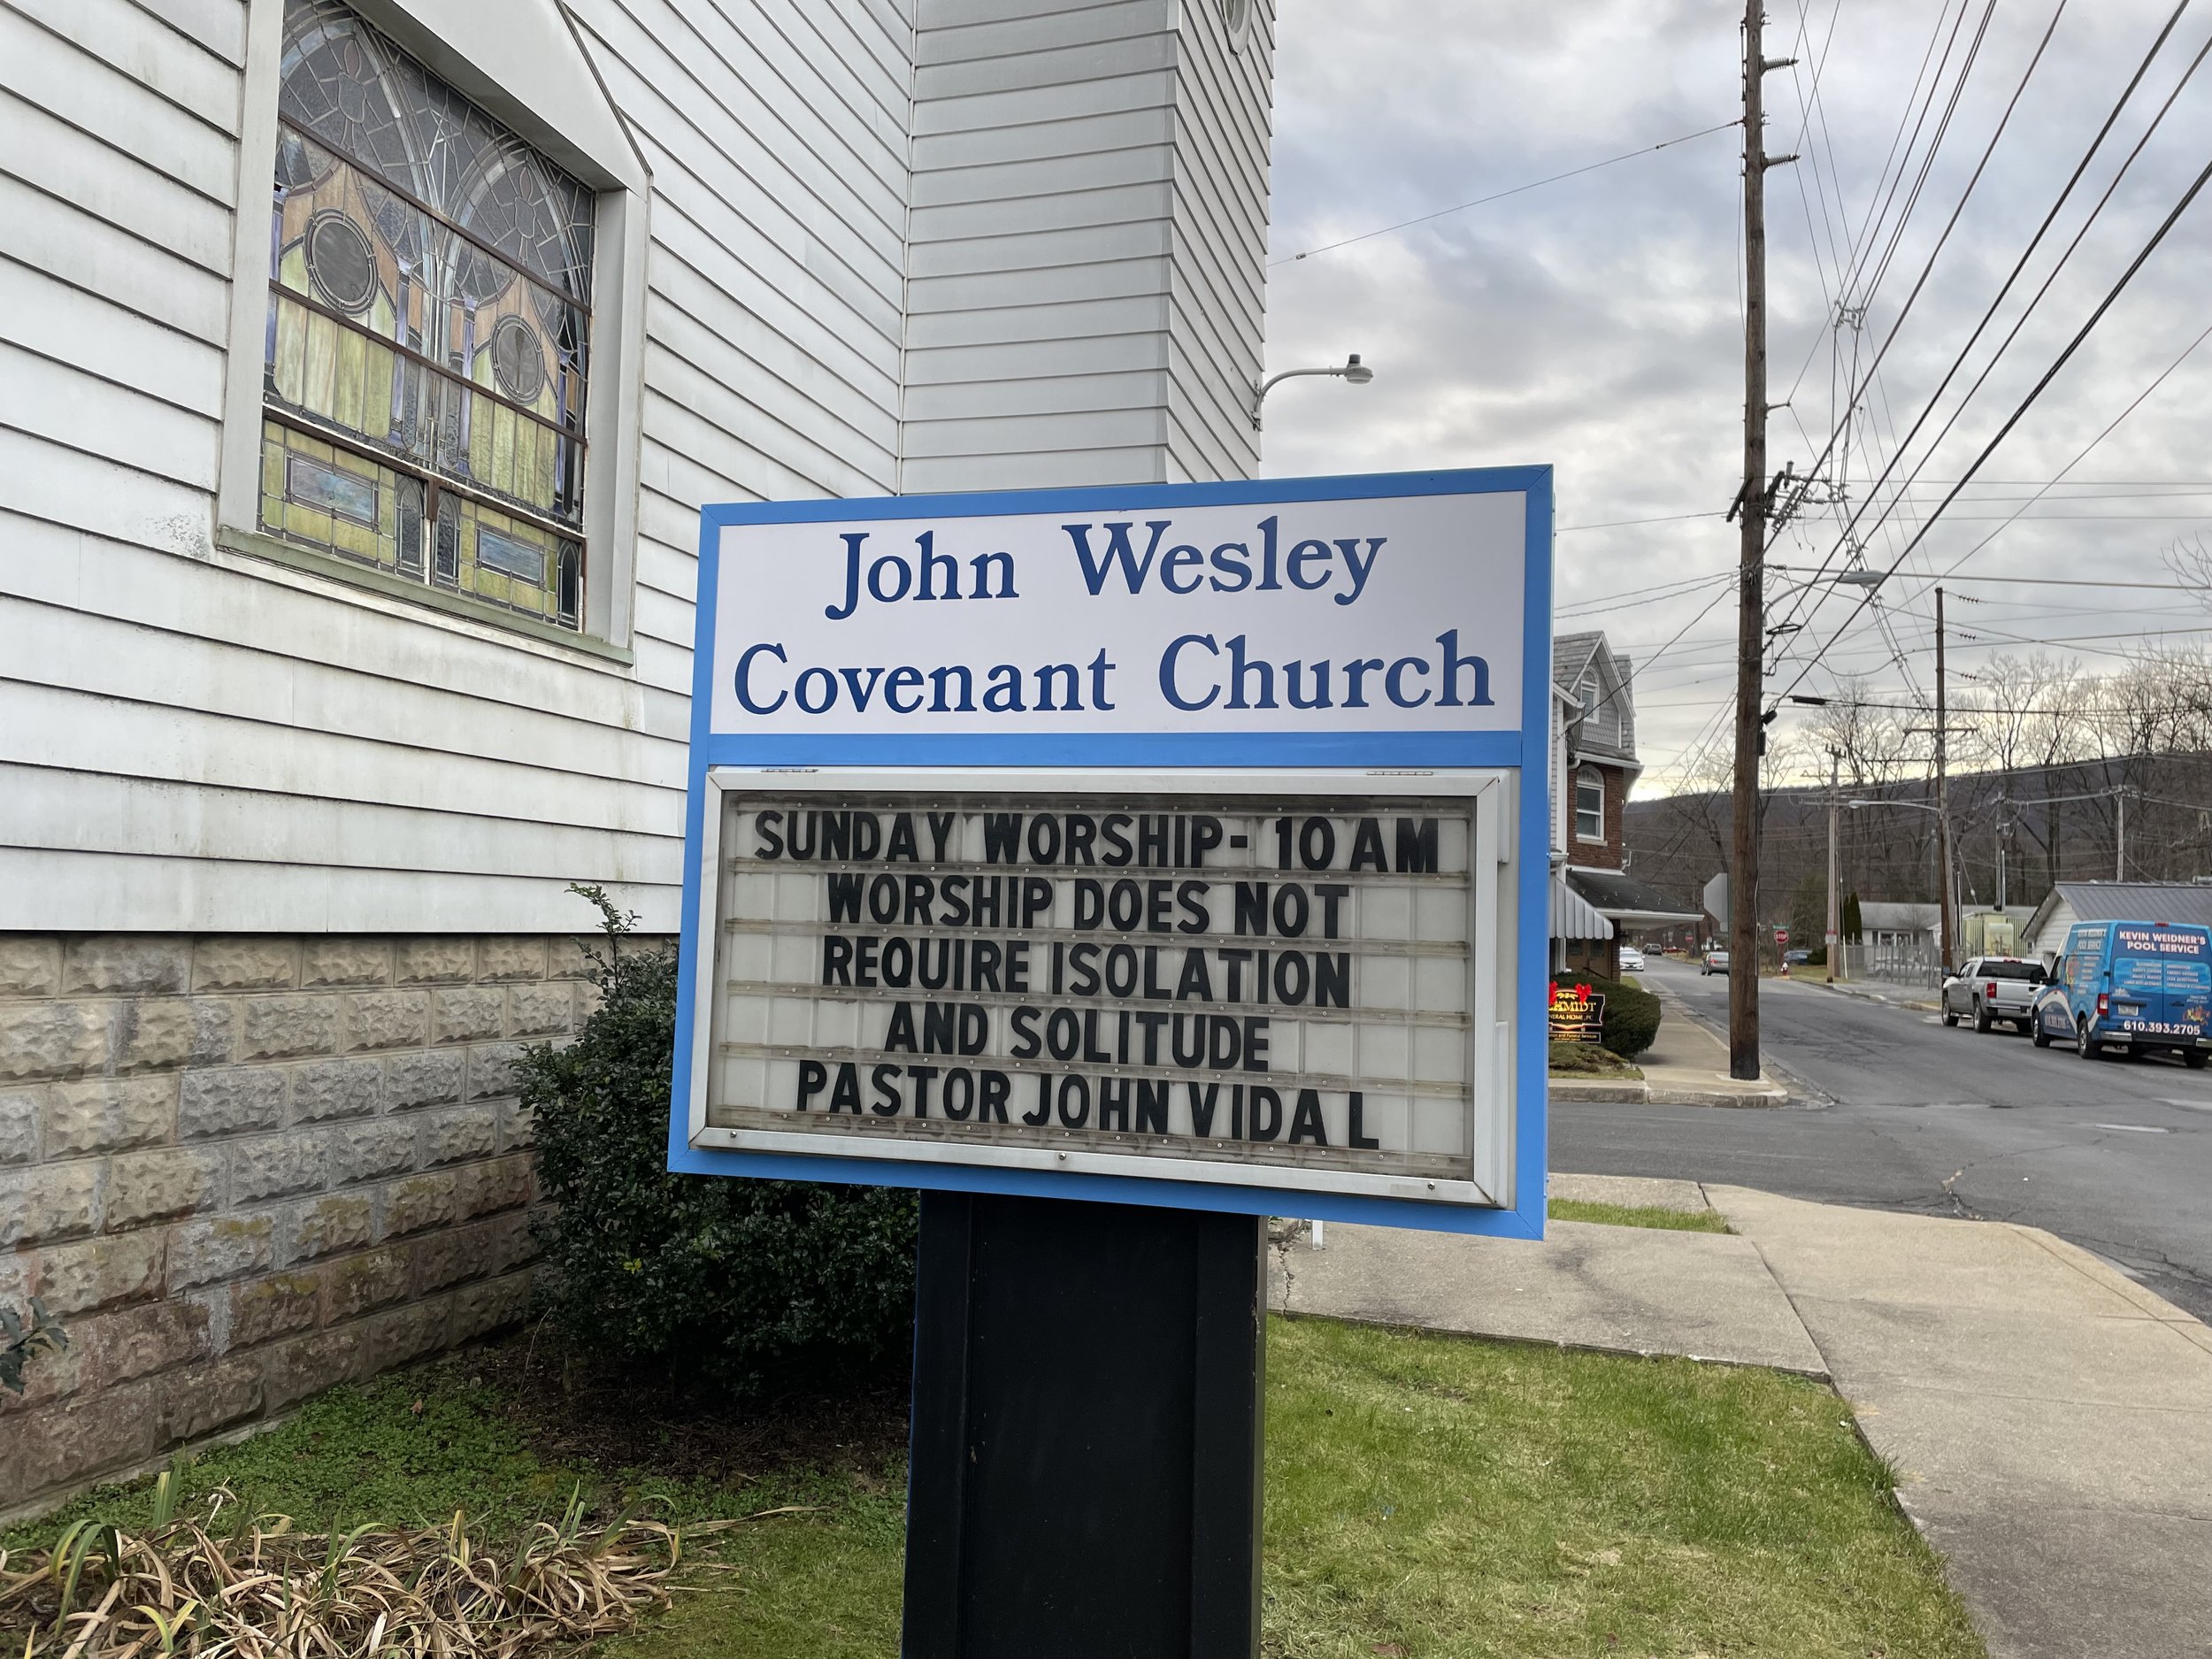 John Wesley
Covenant Church
SUNDAY WORSHIP- 10 AM
WORSHIP DOES NOT
REQUIRE ISOLATION
AND SOLITUDE
PASTOR JOHN VIDAL
KEVIN WEIDNER'S
POOL SERVICE
610.393.2705
STOP